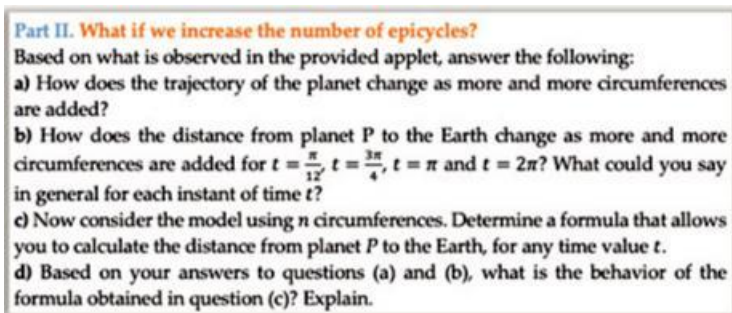 Part II. What if we increase the number of epicycles?
Based on what is observed in the provided applet, answer the following:
a) How does the trajectory of the planet change as more and more circumferences
are added?
b) How does the distance from planet P to the Earth change as more and more
circumferences are added for t = π/12, t = 3π/4, t = π and t = 2π? What could you say
in general for each instant of time t?
c) Now consider the model using n circumferences. Determine a formula that allows
you to calculate the distance from planet P to the Earth, for any time value t.
d) Based on your answers to questions (a) and (b), what is the behavior of the
formula obtained in question (c)? Explain.